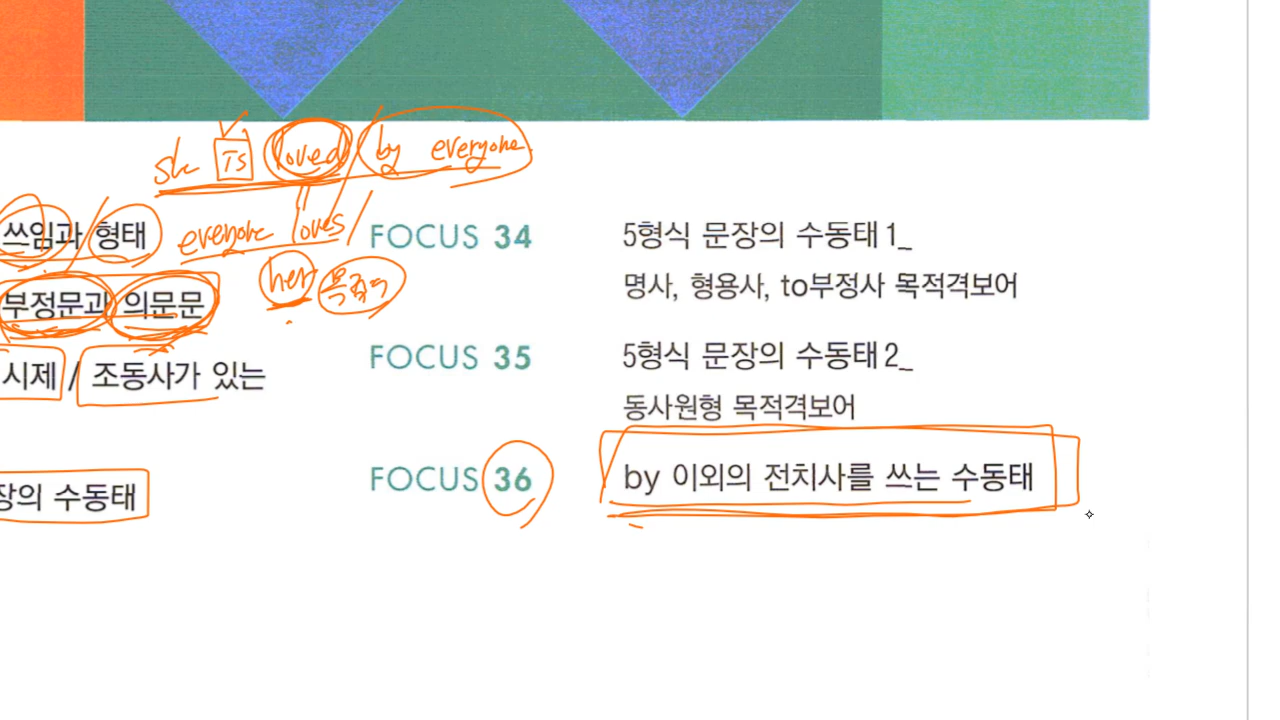 she is loved by everyone
everyone loves
her 목적어
쓰임과 형태
부정문과 의문문
시제 / 조동사가 있는
장의 수동태
FOCUS 34
5형식 문장의 수동태 1_
명사, 형용사, to부정사 목적격보어
FOCUS 35
5형식 문장의 수동태 2_
동사원형 목적격보어
FOCUS 36
by 이외의 전치사를 쓰는 수동태